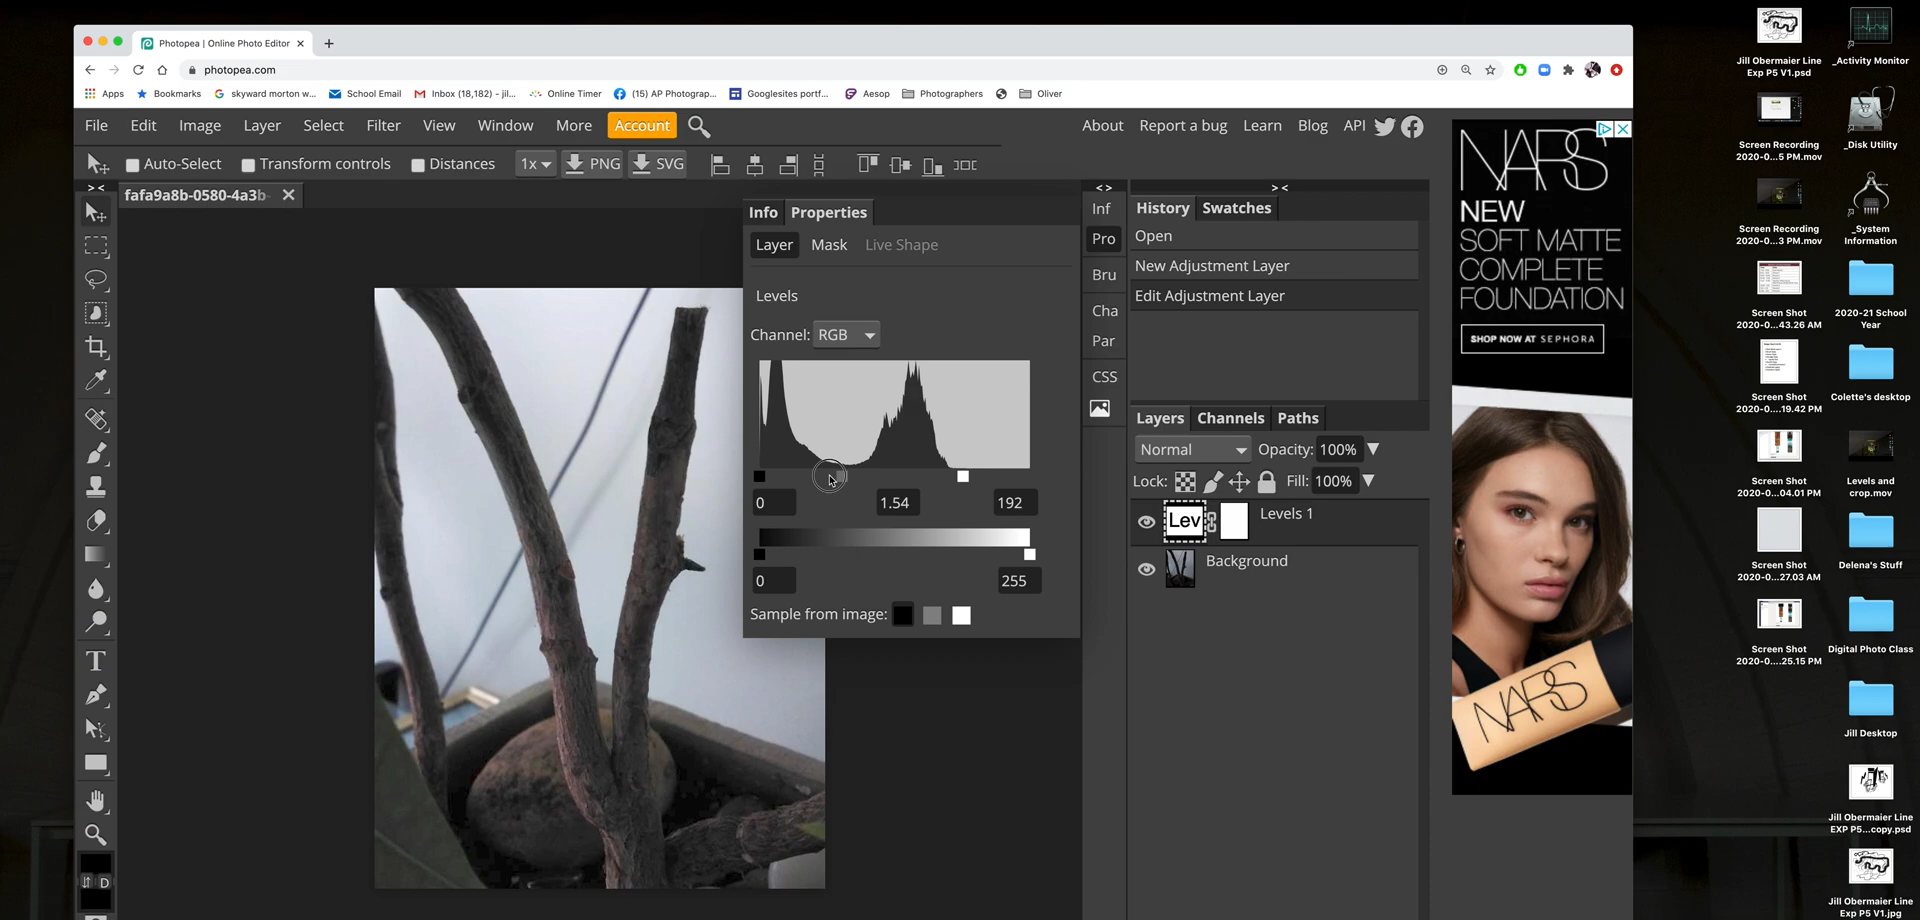 Photopea | Online Photo Editor
photopea.com
Apps
Bookmarks
skyward morton w...
School Email
Inbox (18,182) - jil...
Online Timer
(15) AP Photograp...
Googlesites portf...
Aesop
Photographers
Oliver
File
Edit
Image
Layer
Select
Filter
View
Window
More
Account
About
Report a bug
Learn
Blog
API
Auto-Select
Transform controls
Distances
1x
PNG
SVG
fafa9a8b-0580-4a3b-
Info
Properties
Layer
Mask
Live Shape
Levels
Channel: RGB
0
1.54
192
0
255
Sample from image:
Inf
Pro
Bru
Cha
Par
CSS
History
Swatches
Open
New Adjustment Layer
Edit Adjustment Layer
Layers
Channels
Paths
Normal
Opacity: 100%
Lock:
Fill: 100%
Lev
Levels 1
Background
T
D
NARS
NEW
SOFT MATTE
COMPLETE
FOUNDATION
SHOP NOW AT SEPHORA
NARS
Jill Obermaier Line
Exp P5 V1.psd
_Activity Monitor
Screen Recording
2020-0...5 PM.mov
_Disk Utility
Screen Recording
2020-0...3 PM.mov
_System
Information
Screen Shot
2020-0...43.26 AM
2020-21 School
Year
Screen Shot
2020-0....19.42 PM
Colette's desktop
Screen Shot
2020-0....04.01 PM
Levels and
crop.mov
Screen Shot
2020-0...27.03 AM
Delena's Stuff
Screen Shot
2020-0....25.15 PM
Digital Photo Class
Jill Desktop
Jill Obermaier Line
EXP P5...copy.psd
Jill Obermaier Line
Exp P5 V1.jpg